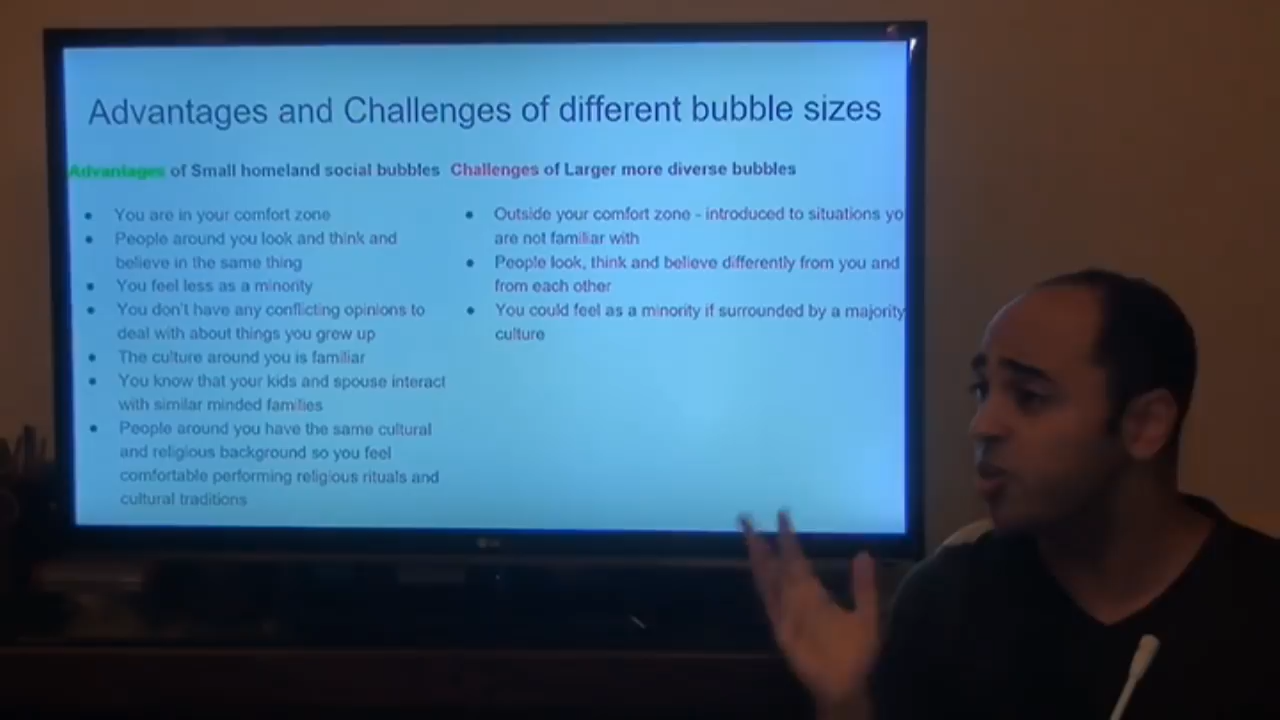 Advantages and Challenges of different bubble sizes
Advantages of Small homeland social bubbles
• You are in your comfort zone
• People around you look and think and
believe in the same thing
• You feel less as a minority
• You don't have any conflicting opinions to
deal with about things you grew up
• The culture around you is familiar
• You know that your kids and spouse interact
with similar minded families
• People around you have the same cultural
and religious background so you feel
comfortable performing religious rituals and
cultural traditions
Challenges of Larger more diverse bubbles
• Outside your comfort zone - introduced to situations yo
are not familiar with
• People look, think and believe differently from you and
from each other
• You could feel as a minority if surrounded by a majority
culture
LG